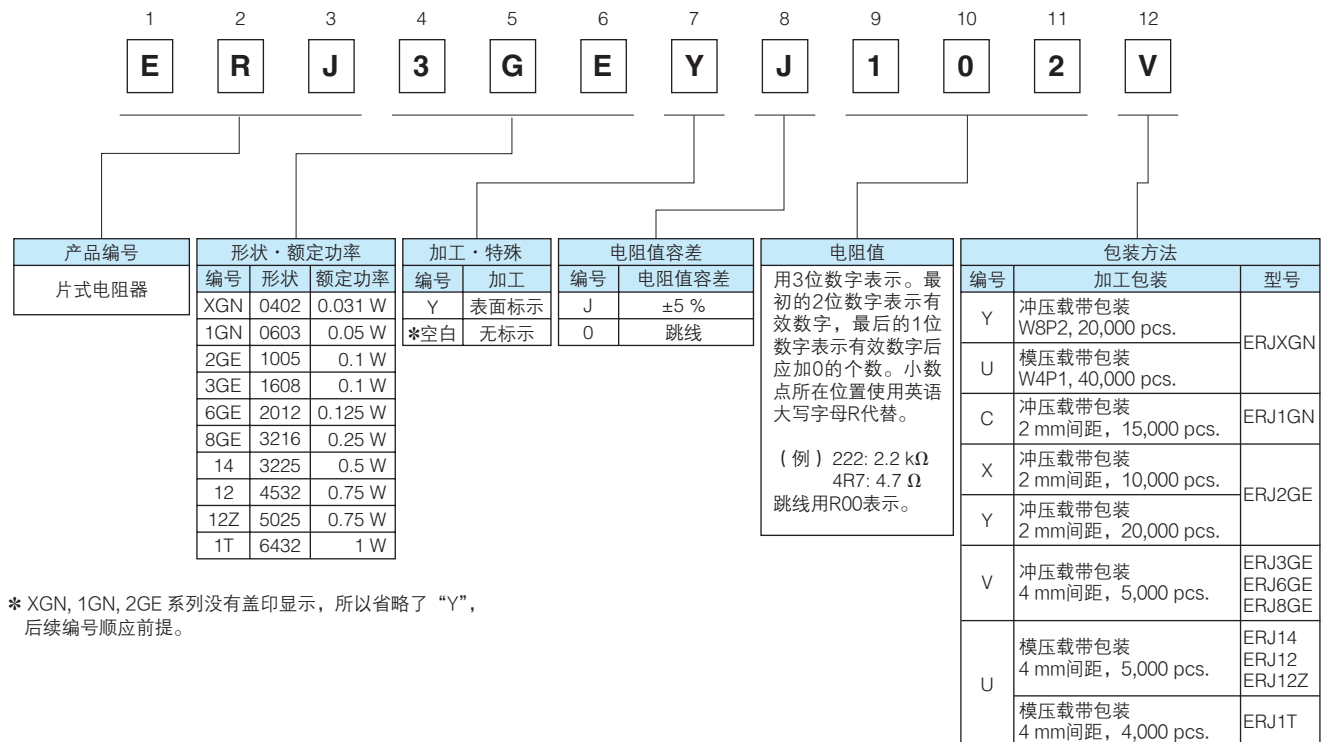 1 2 3 4 5 6 7 8 9 10 11 12
E R J 3 G E Y J 1 0 2 V
产品编号
片式电阻器
形状・额定功率
编号 形状 额定功率
XGN 0402 0.031 W
1GN 0603 0.05 W
2GE 1005 0.1 W
3GE 1608 0.1 W
6GE 2012 0.125 W
8GE 3216 0.25 W
14 3225 0.5 W
12 4532 0.75 W
12Z 5025 0.75 W
1T 6432 1 W
加工・特殊
编号 加工
Y 表面标示
✻空白 无标示
电阻值容差
编号 电阻值容差
J ±5 %
0 跳线
电阻值
用3位数字表示。最
初的2位数字表示有
效数字，最后的1位
数字表示有效数字后
应加0的个数。小数
点所在位置使用英语
大写字母R代替。
（例）222: 2.2 kΩ
4R7: 4.7 Ω
跳线用R00表示。
包装方法
编号 加工包装 型号
Y 冲压载带包装
W8P2, 20,000 pcs.
ERJXGN
U 模压载带包装
W4P1, 40,000 pcs.
C 冲压载带包装
2 mm间距，15,000 pcs.
ERJ1GN
X 冲压载带包装
2 mm间距，10,000 pcs.
ERJ2GE
Y 冲压载带包装
2 mm间距，20,000 pcs.
V 冲压载带包装
4 mm间距，5,000 pcs.
ERJ3GE
ERJ6GE
ERJ8GE
U 模压载带包装
4 mm间距，5,000 pcs.
ERJ14
ERJ12
ERJ12Z
模压载带包装
4 mm间距，4,000 pcs.
ERJ1T
✻ XGN, 1GN, 2GE 系列没有盖印显示，所以省略了“Y”，
后续编号顺应前提。